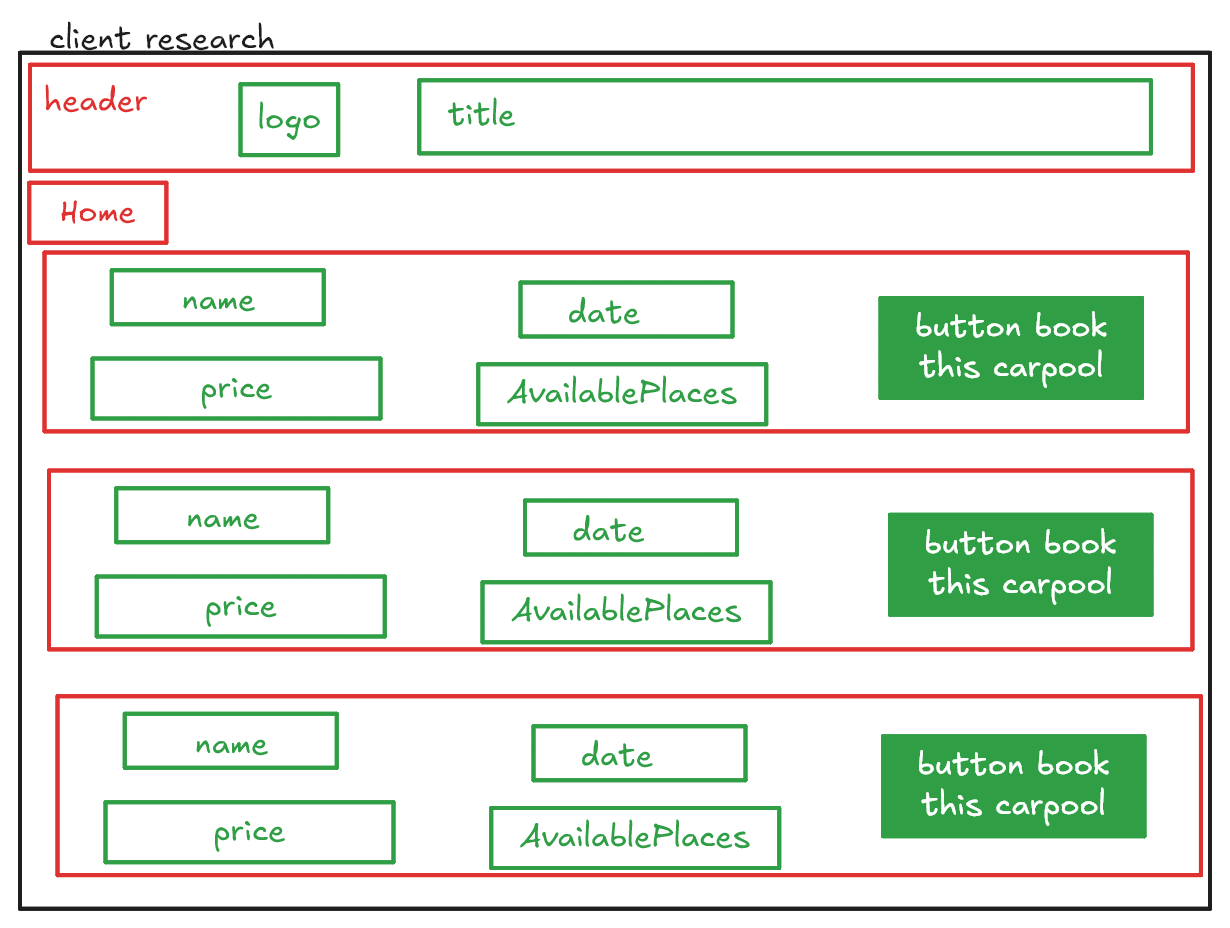 client research
header
logo
title
Home
name
date
button book
this carpool
price
AvailablePlaces
name
date
button book
this carpool
price
AvailablePlaces
name
date
button book
this carpool
price
AvailablePlaces